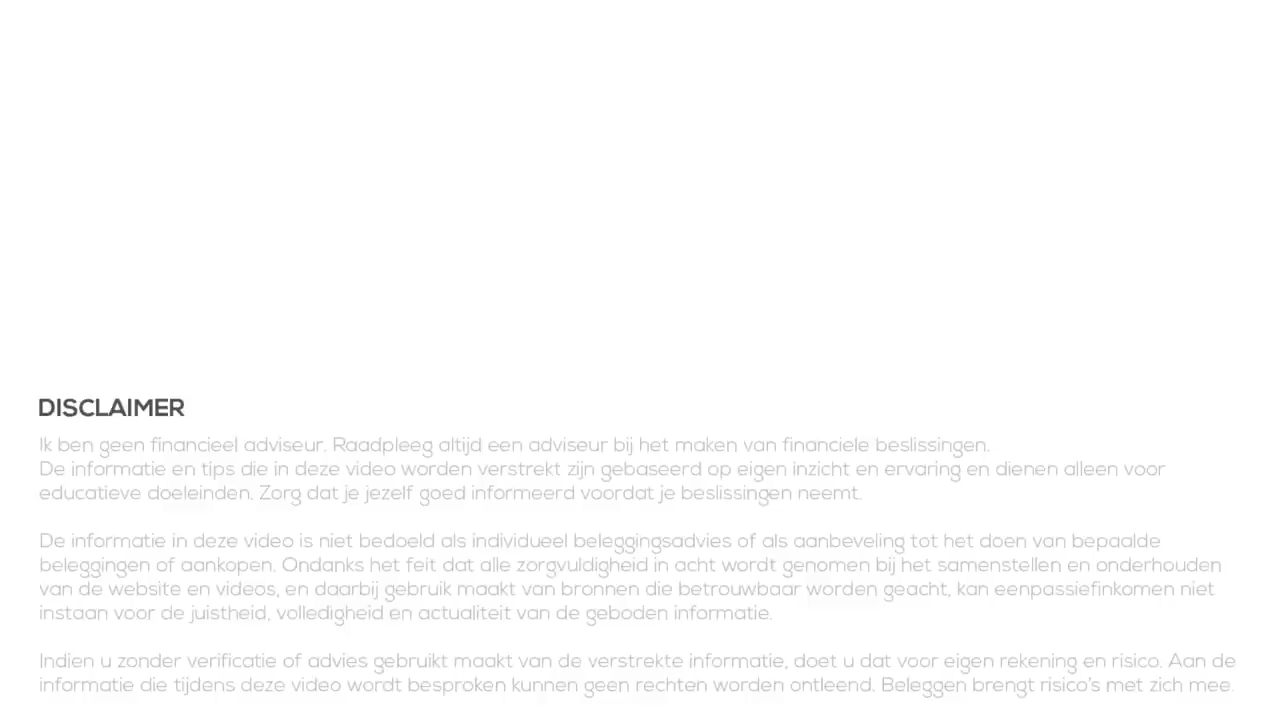 DISCLAIMER
Ik ben geen financieel adviseur. Raadpleeg altijd een adviseur bij het maken van financiele beslissingen.
De informatie en tips die in deze video worden verstrekt zijn gebaseerd op eigen inzicht en ervaring en dienen alleen voor
educatieve doeleinden. Zorg dat je jezelf goed informeerd voordat je beslissingen neemt.
De informatie in deze video is niet bedoeld als individueel beleggingsadvies of als aanbeveling tot het doen van bepaalde
beleggingen of aankopen. Ondanks het feit dat alle zorgvuldigheid in acht wordt genomen bij het samenstellen en onderhouden
van de website en videos, en daarbij gebruik maakt van bronnen die betrouwbaar worden geacht, kan eenpassiefinkomen niet
instaan voor de juistheid, volledigheid en actualiteit van de geboden informatie.
Indien u zonder verificatie of advies gebruikt maakt van de verstrekte informatie, doet u dat voor eigen rekening en risico. Aan de
informatie die tijdens deze video wordt besproken kunnen geen rechten worden ontleend. Beleggen brengt risico's met zich mee.